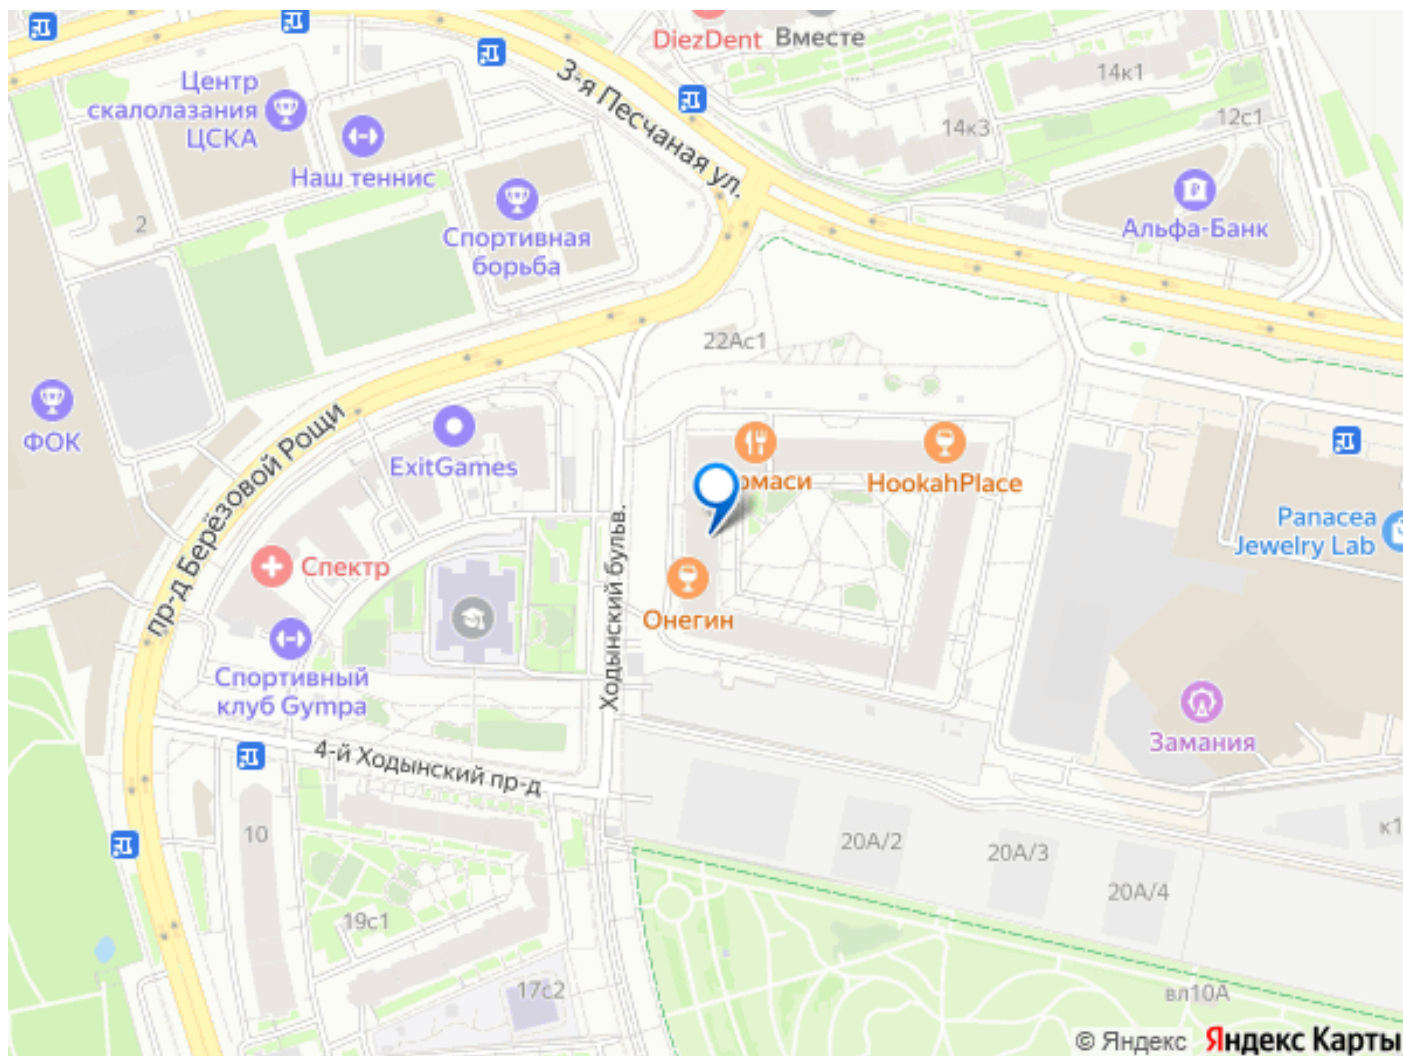 DiezDent
Вместе
Центр
скалолазания
ЦСКА
3-я Песчаная ул.
14к1
14к3
12с1
Наш теннис
2
Спортивная
борьба
Альфа-Банк
22Ас1
ФОК
ExitGames
пр-д Берёзовой Рощи
омаси
HookahPlace
Panacea
Jewelry Lab
Ходынский бульв.
Спектр
Онегин
Спортивный
клуб Gympa
Замания
4-й Ходынский пр-д
10
20А/2
20А/3
20А/4
к1
19с1
17с2
вл10А
© Яндекс Яндекс Карты